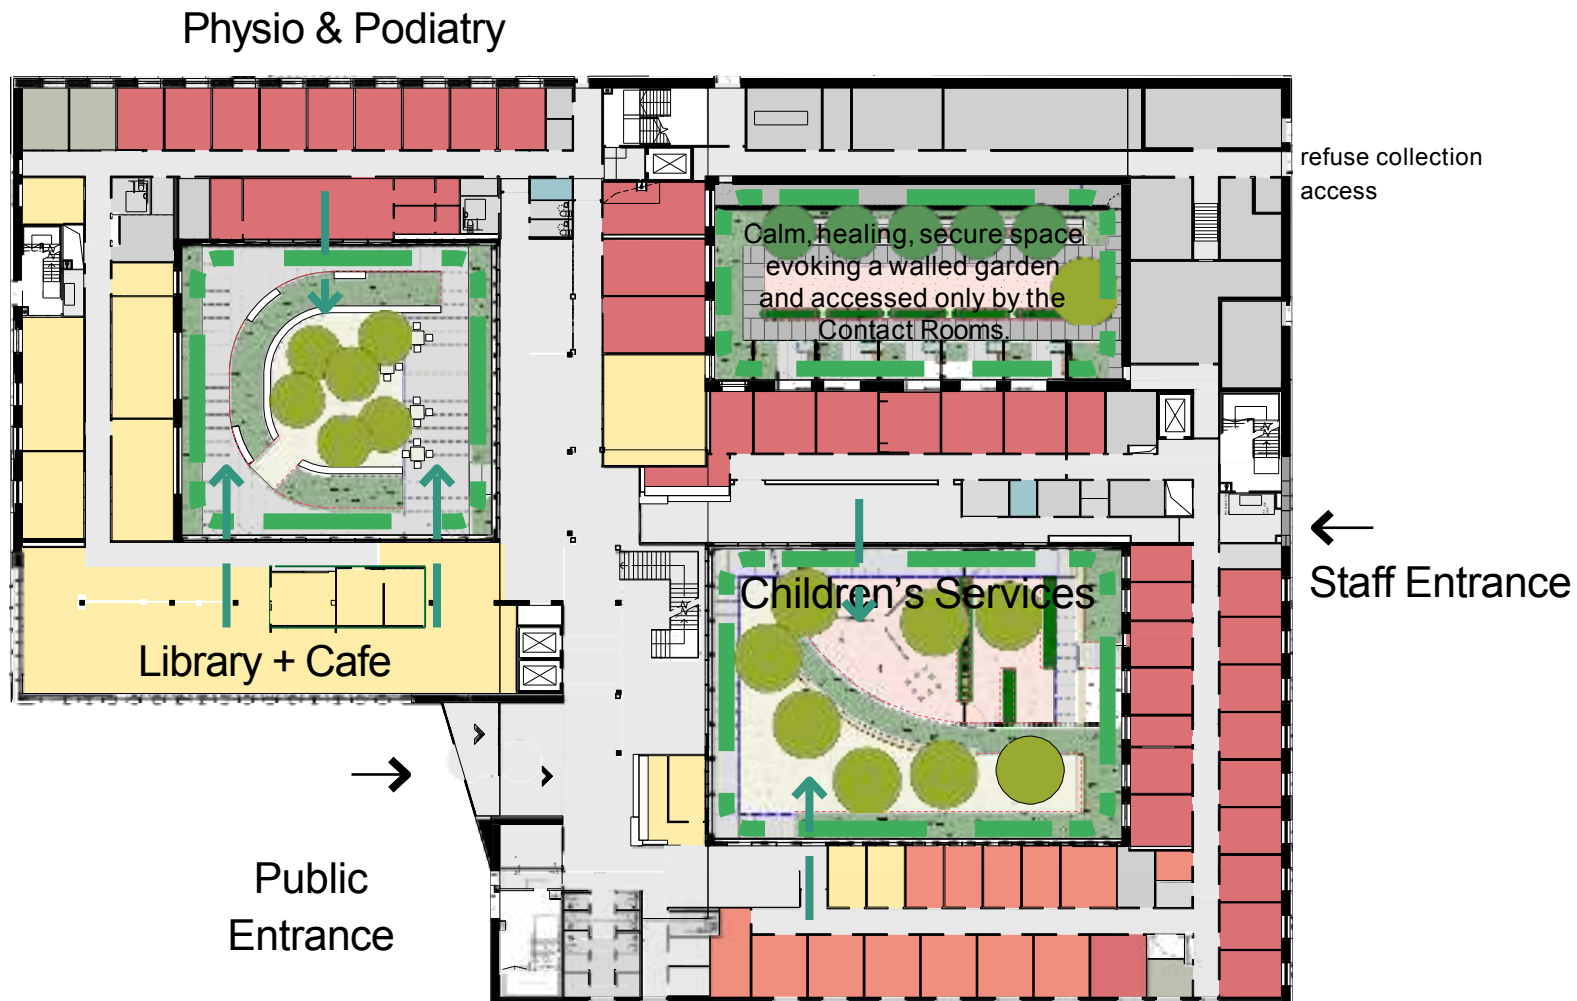 Physio & Podiatry
refuse collection
access
Calm, healing, secure space
evoking a walled garden
and accessed only by the
Contact Rooms.
Staff Entrance
Children's Services
Library + Cafe
Public
Entrance